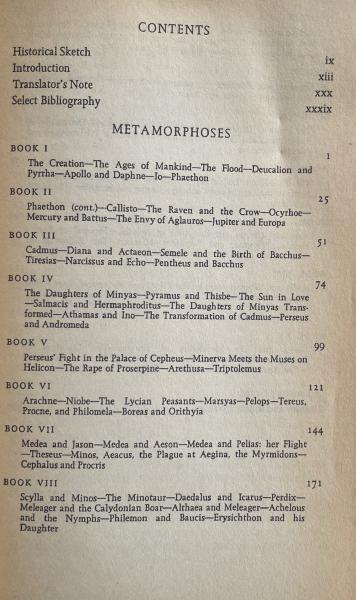 CONTENTS
Historical Sketch ix
Introduction xiii
Translator's Note xxx
Select Bibliography xxxix
METAMORPHOSES
BOOK I 1
The Creation—The Ages of Mankind—The Flood—Deucalion and
Pyrrha—Apollo and Daphne—Io—Phaethon
BOOK II 25
Phaethon (cont.)—Callisto—The Raven and the Crow—Ocyrhoe—
Mercury and Battus—The Envy of Aglauros—Jupiter and Europa
BOOK III 51
Cadmus—Diana and Actaeon—Semele and the Birth of Bacchus—
Tiresias—Narcissus and Echo—Pentheus and Bacchus
BOOK IV 74
The Daughters of Minyas—Pyramus and Thisbe—The Sun in Love
—Salmacis and Hermaphroditus—The Daughters of Minyas Trans-
formed—Athamas and Ino—The Transformation of Cadmus—Perseus
and Andromeda
BOOK V 99
Perseus' Fight in the Palace of Cepheus—Minerva Meets the Muses on
Helicon—The Rape of Proserpine—Arethusa—Triptolemus
BOOK VI 121
Arachne—Niobe—The Lycian Peasants—Marsyas—Pelops—Tereus,
Procne, and Philomela—Boreas and Orithyia
BOOK VII 144
Medea and Jason—Medea and Aeson—Medea and Pelias: her Flight
—Theseus—Minos, Aeacus, the Plague at Aegina, the Myrmidons—
Cephalus and Procris
BOOK VIII 171
Scylla and Minos—The Minotaur—Daedalus and Icarus—Perdix—
Meleager and the Calydonian Boar—Althaea and Meleager—Achelous
and the Nymphs—Philemon and Baucis—Erysichthon and his
Daughter